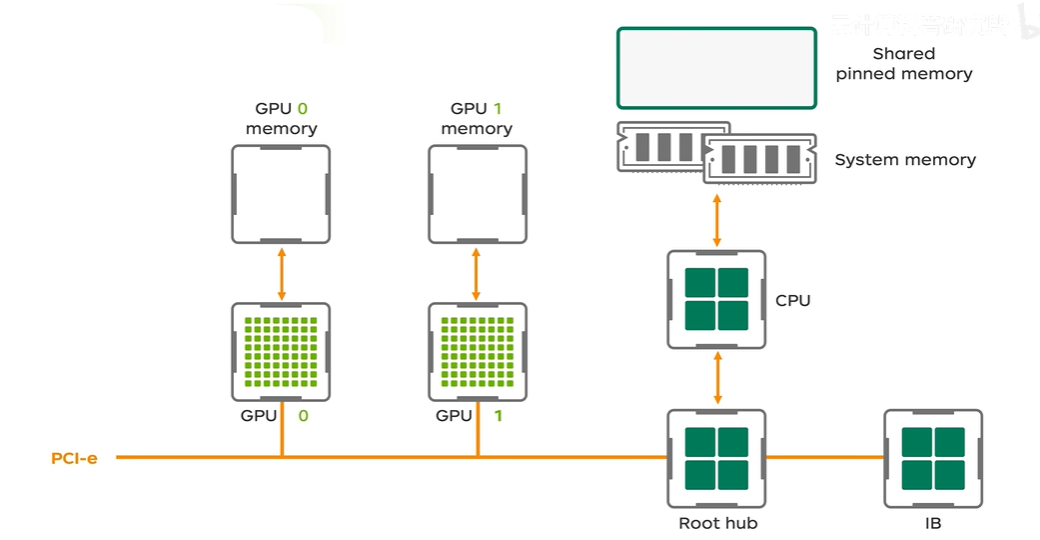 Shared
pinned memory
GPU 0
memory
GPU 1
memory
System memory
CPU
GPU 0
GPU 1
PCI-e
Root hub
IB